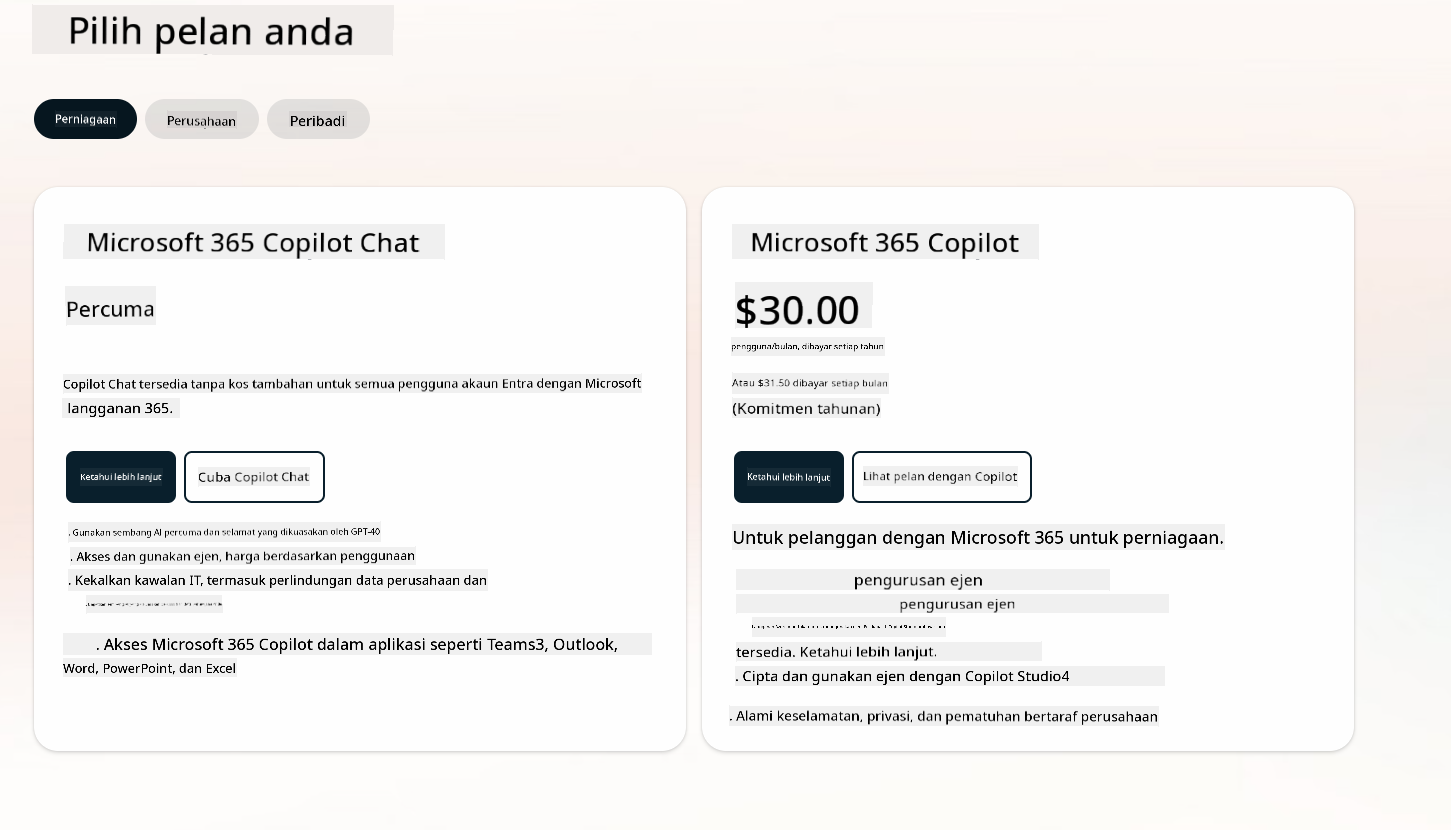 Pilih pelan anda
Perniagaan
Perusahaan
Peribadi
Microsoft 365 Copilot Chat
Percuma
Copilot Chat tersedia tanpa kos tambahan untuk semua pengguna akaun Entra dengan Microsoft
langganan 365.
Ketahui lebih lanjut
Cuba Copilot Chat
. Gunakan sembang AI percuma dan selamat yang dikuasakan oleh GPT-40
. Akses dan gunakan ejen, harga berdasarkan penggunaan
. Kekalkan kawalan IT, termasuk perlindungan data perusahaan dan
. Akses Microsoft 365 Copilot dalam aplikasi seperti Teams3, Outlook,
Word, PowerPoint, dan Excel
Microsoft 365 Copilot
$30.00
pengguna/bulan, dibayar setiap tahun
Atau $31.50 dibayar setiap bulan
(Komitmen tahunan)
Ketahui lebih lanjut
Lihat pelan dengan Copilot
Untuk pelanggan dengan Microsoft 365 untuk perniagaan.
pengurusan ejen
pengurusan ejen
tersedia. Ketahui lebih lanjut.
. Cipta dan gunakan ejen dengan Copilot Studio4
. Alami keselamatan, privasi, dan pematuhan bertaraf perusahaan